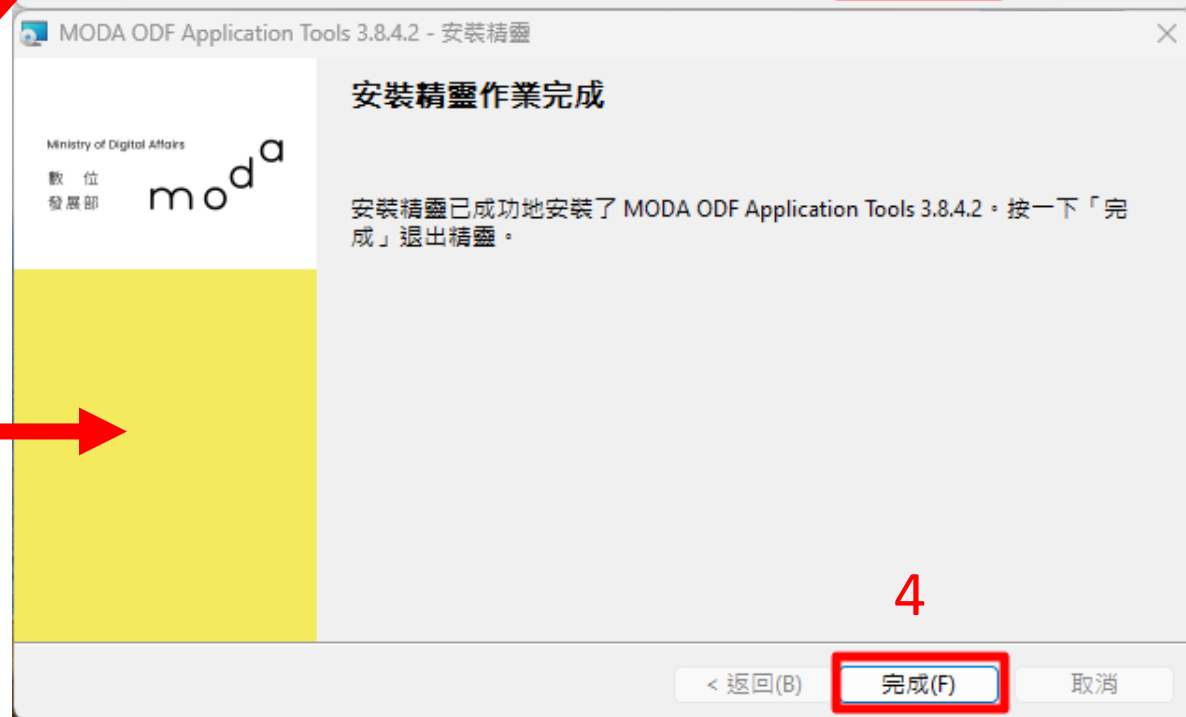 MODA ODF Application Tools 3.8.4.2 - 安裝精靈
安裝精靈作業完成
Ministry of Digital Affairs
數 位
發展部
moda
安裝精靈已成功地安裝了 MODA ODF Application Tools 3.8.4.2。按一下「完
成」退出精靈。
4
< 返回(B)
完成(F)
取消